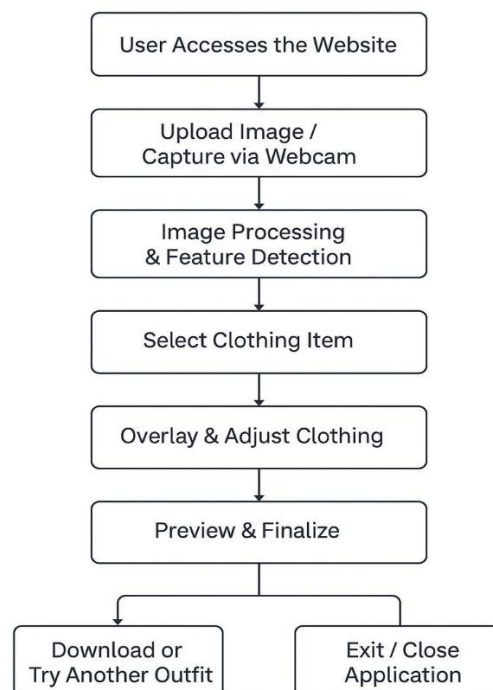 User Accesses the Website
Upload Image /
Capture via Webcam
Image Processing
& Feature Detection
Select Clothing Item
Overlay & Adjust Clothing
Preview & Finalize
Download or
Try Another Outfit
Exit / Close
Application